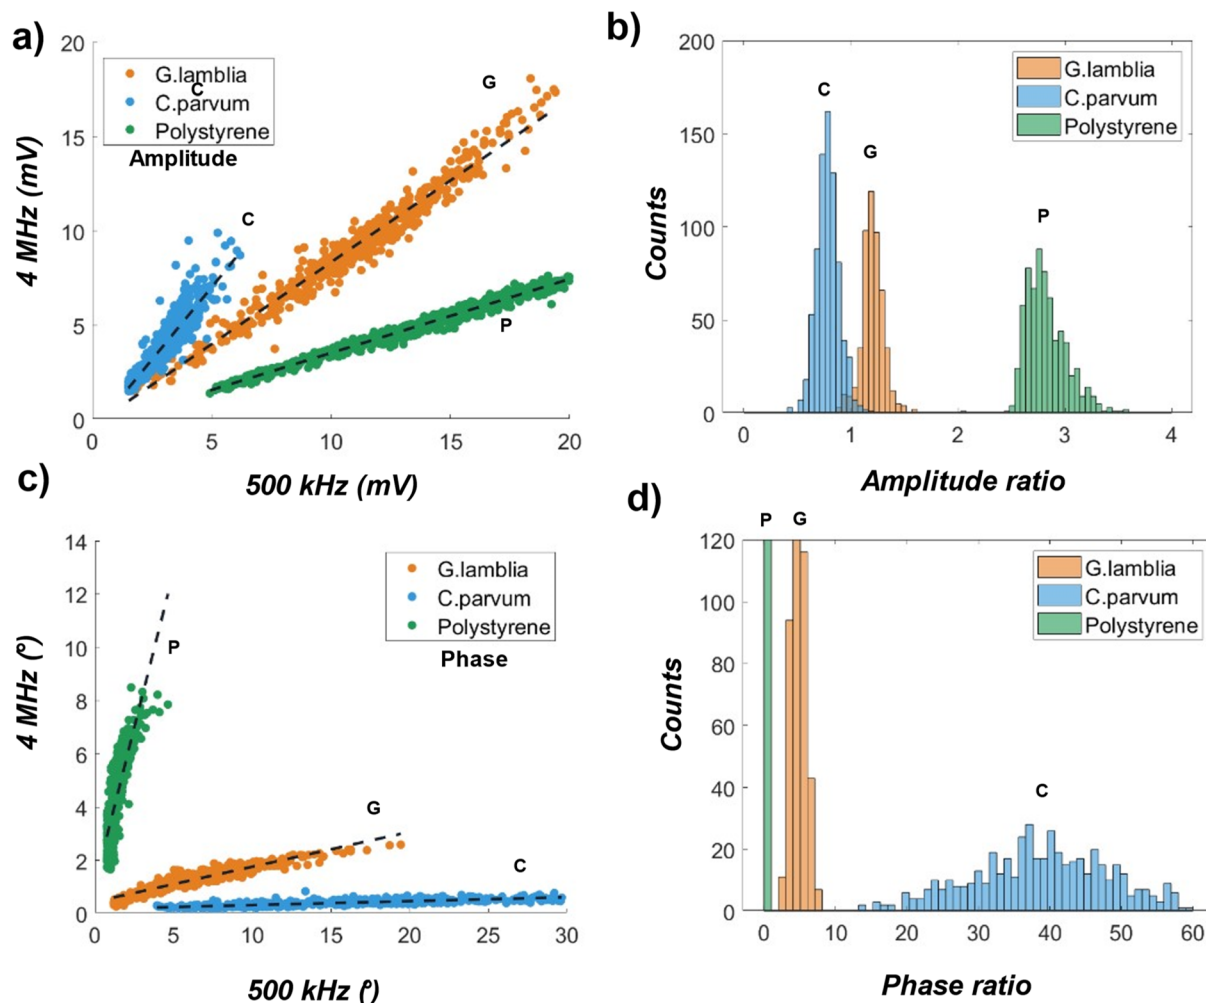 a)
20
15
10
5
0
4 MHz (mV)
G.lamblia
C
C.parvum
Polystyrene
Amplitude
G
C
P
0 5 10 15 20
500 kHz (mV)
b)
200
150
100
50
0
Counts
G.lamblia
C.parvum
Polystyrene
C
G
P
0 1 2 3 4
Amplitude ratio
c)
14
12
10
8
6
4
2
0
4 MHz (°)
G.lamblia
C.parvum
Polystyrene
Phase
P
G
C
0 5 10 15 20 25 30
500 kHz (°)
d)
P G
120
100
80
60
40
20
0
Counts
G.lamblia
C.parvum
Polystyrene
C
0 10 20 30 40 50 60
Phase ratio